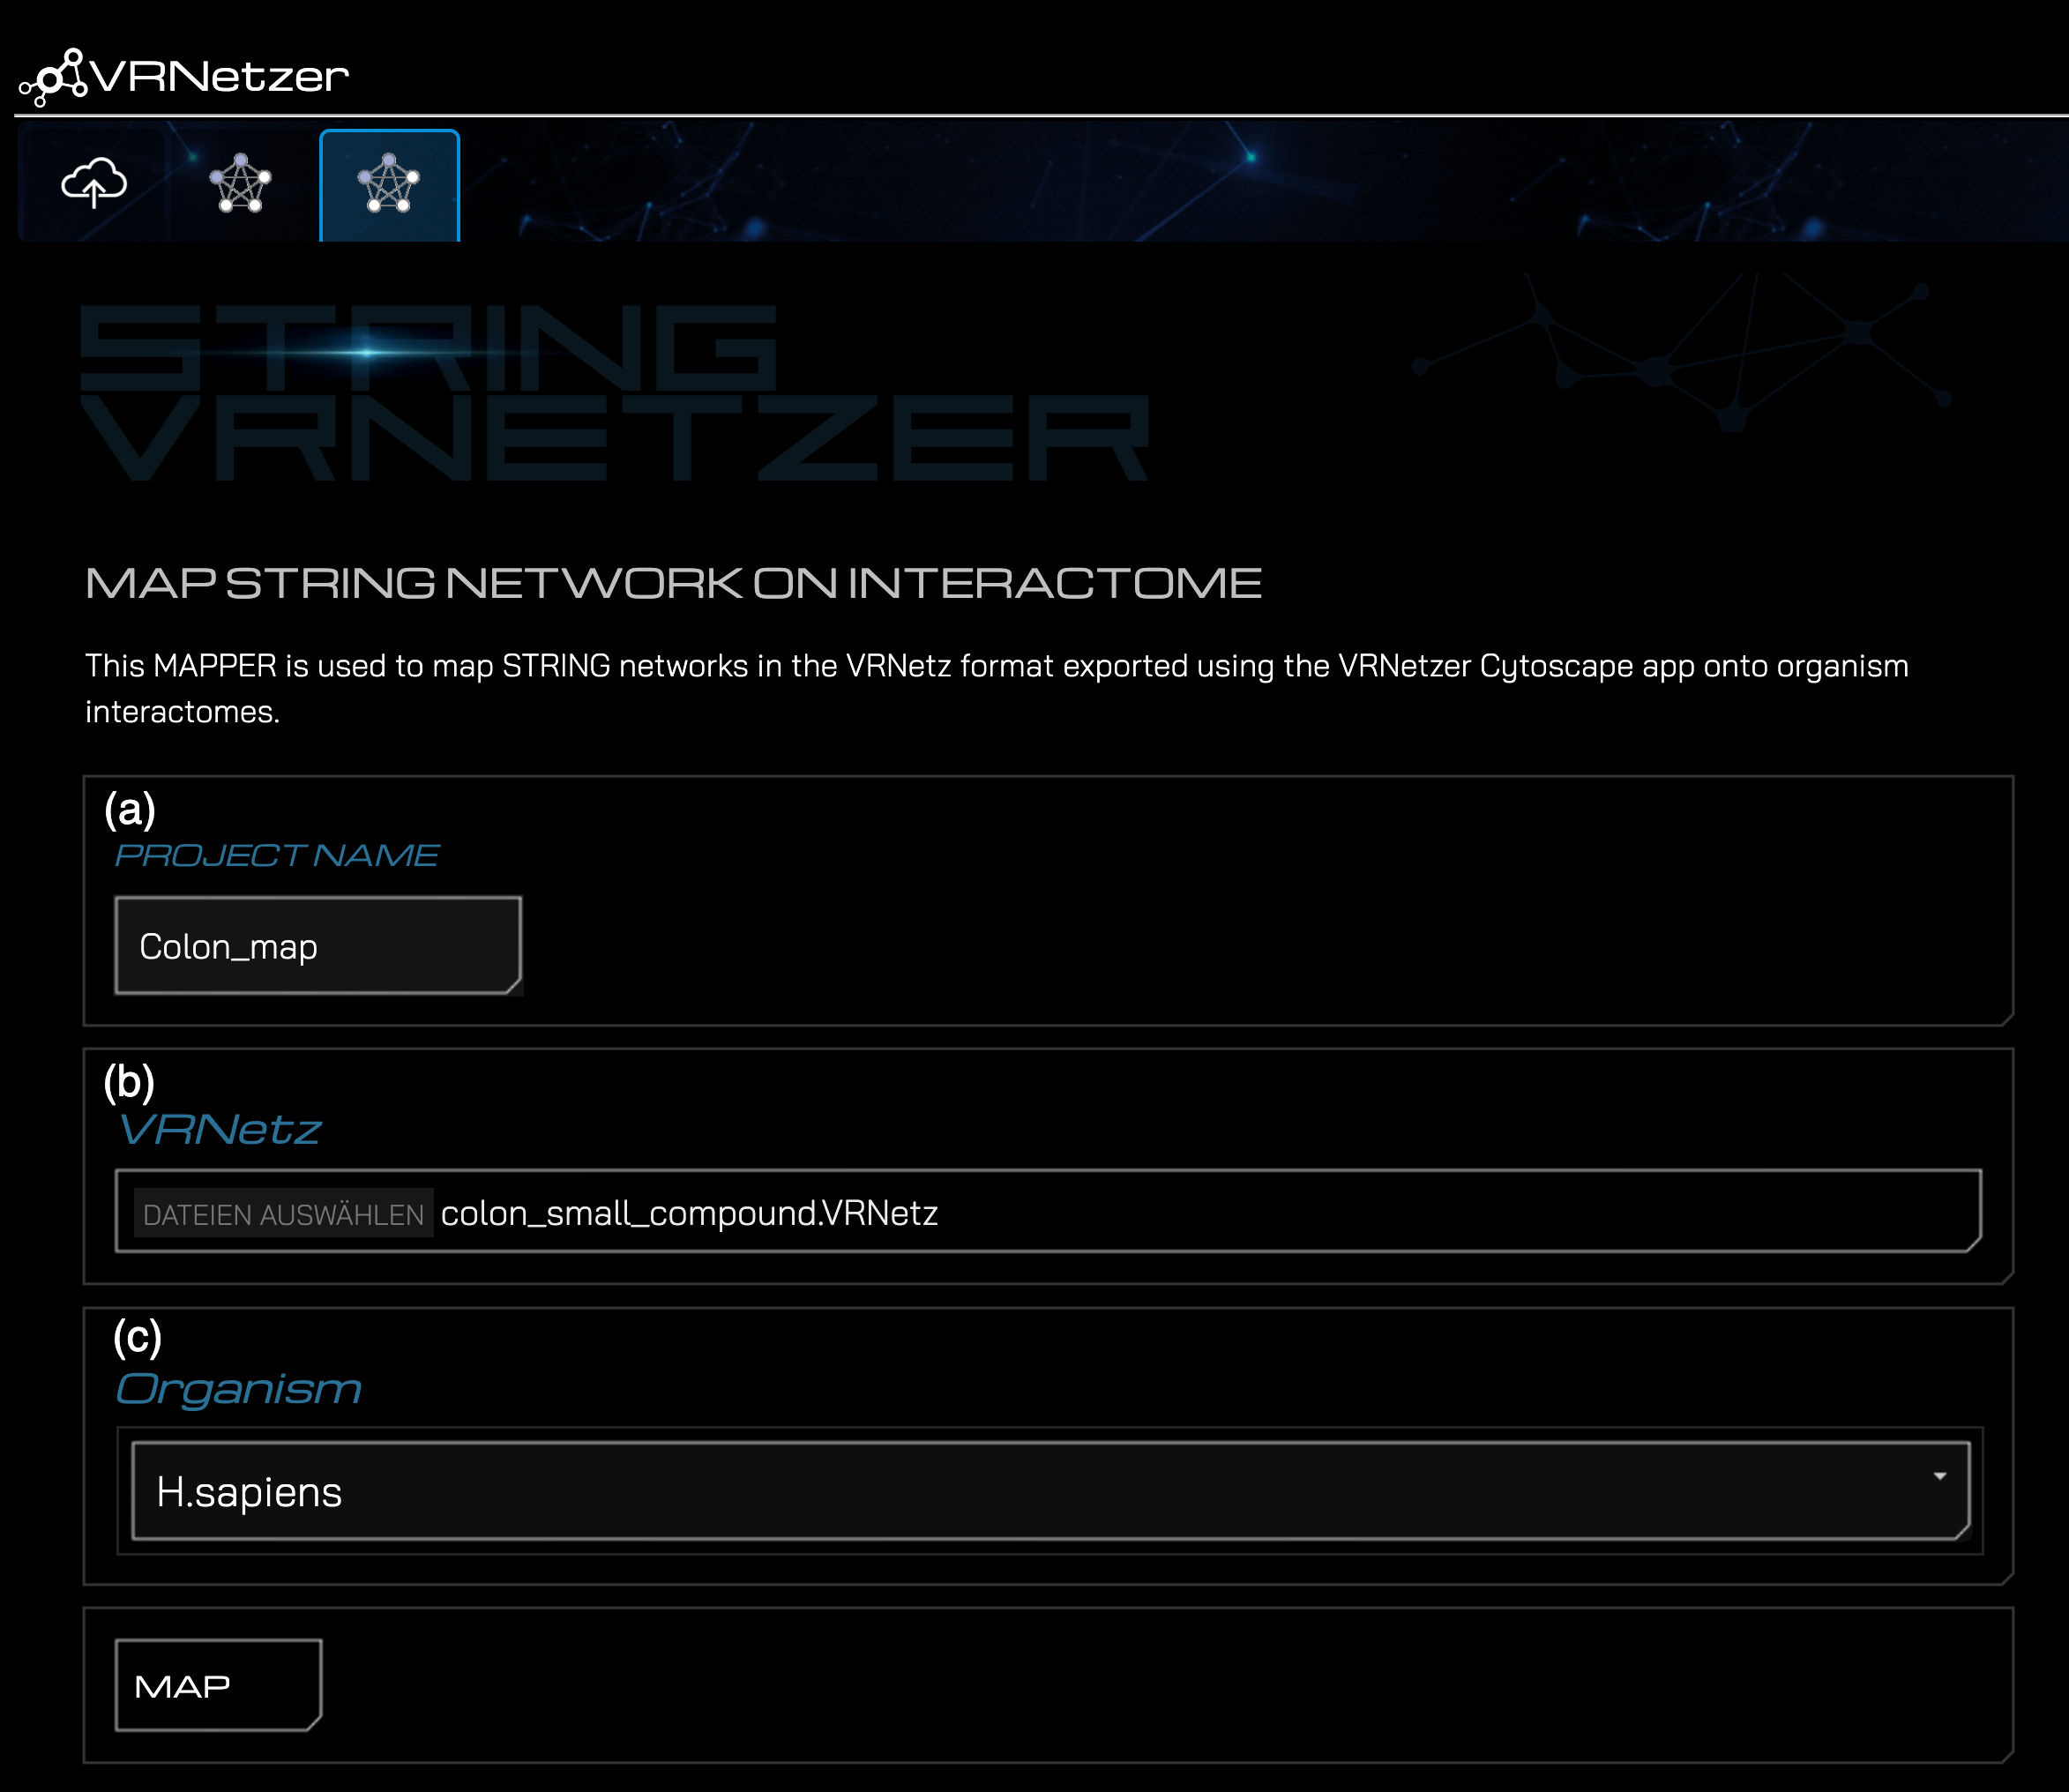 VRNetzer
STRING
VRNETZER
MAP STRING NETWORK ON INTERACTOME
This MAPPER is used to map STRING networks in the VRNetz format exported using the VRNetzer Cytoscape app onto organism
interactomes.
(a)
PROJECT NAME
Colon_map
(b)
VRNetz
DATEIEN AUSWÄHLEN colon_small_compound.VRNetz
(c)
Organism
H.sapiens
MAP